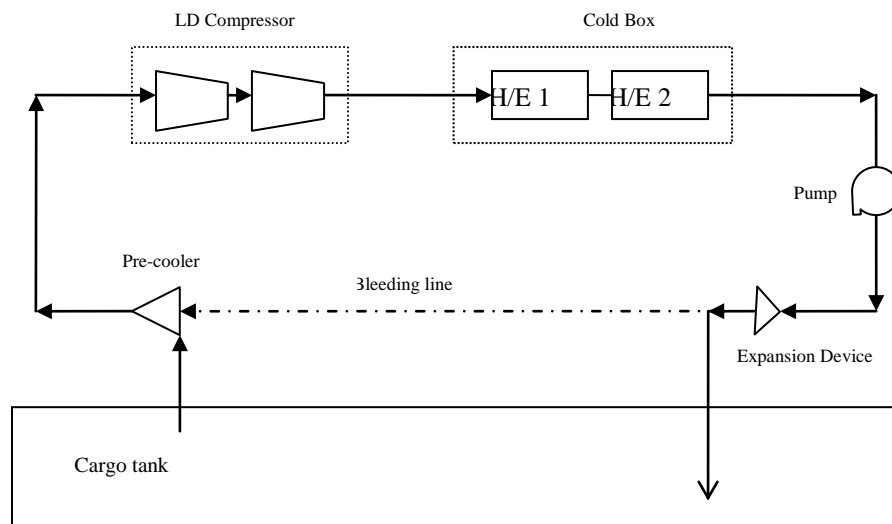 LD Compressor
Cold Box
H/E 1
H/E 2
Pump
Pre-cooler
Bleeding line
Expansion Device
Cargo tank